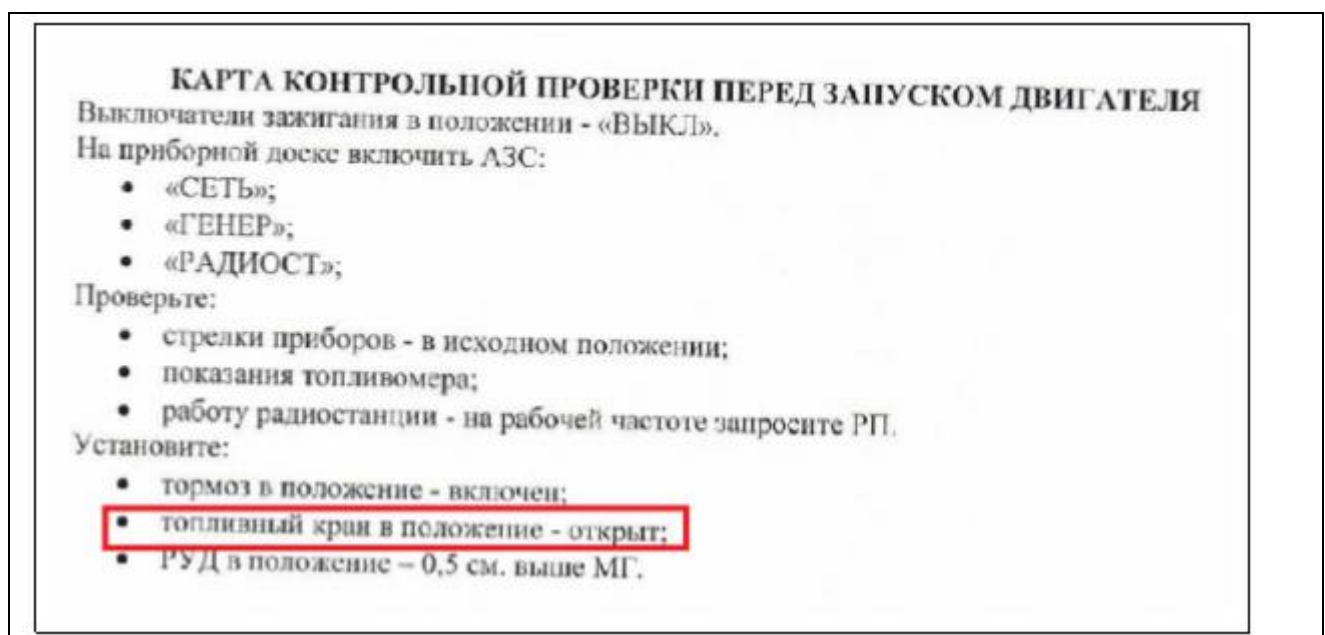 КАРТА КОНТРОЛЬНОЙ ПРОВЕРКИ ПЕРЕД ЗАПУСКОМ ДВИГАТЕЛЯ
Выключатели зажигания в положении - «ВЫКЛ».
На приборной доске включить АЗС:
• «СЕТЬ»;
• «ГЕНЕР»;
• «РАДИОСТ»;
Проверьте:
• стрелки приборов - в исходном положении;
• показания топливомера;
• работу радиостанции - на рабочей частоте запросите РП.
Установите:
• тормоз в положение - включен;
• топливный кран в положение - открыт;
• РУД в положение – 0,5 см. выше МГ.